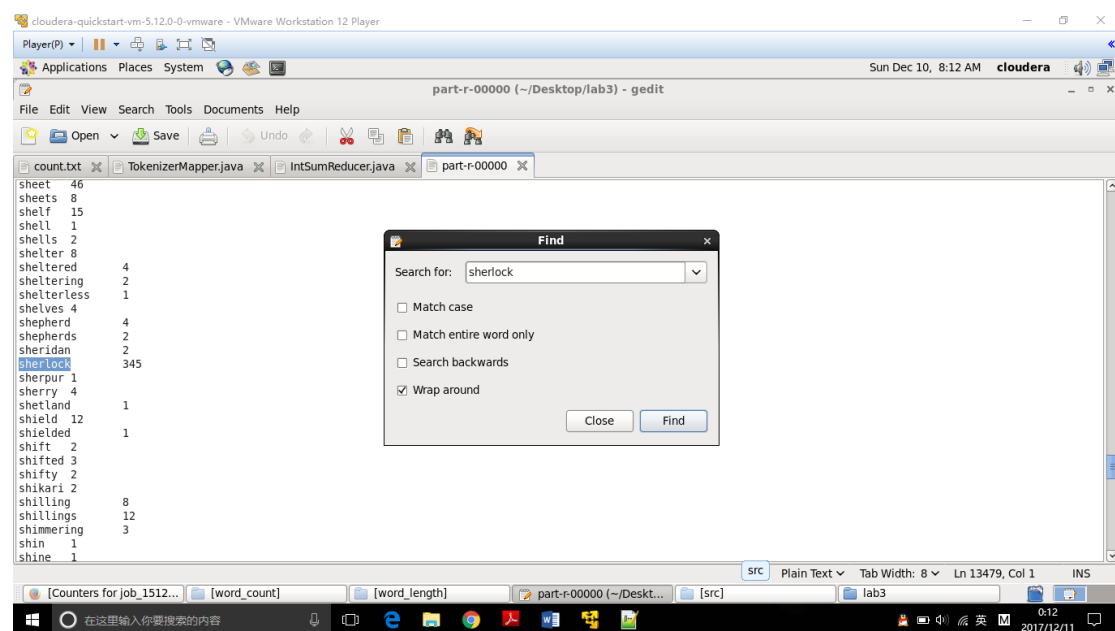 cloudera-quickstart-vm-5.12.0-0-vmware - VMware Workstation 12 Player
Player(P)
Applications Places System Sun Dec 10, 8:12 AM cloudera
part-r-00000 (~/Desktop/lab3) - gedit
File Edit View Search Tools Documents Help
Open Save Undo
count.txt TokenizerMapper.java IntSumReducer.java part-r-00000
sheet 46
sheets 8
shelf 15
shell 1
shells 2
shelter 8
sheltered 4
sheltering 2
shelterless 1
shelves 4
shepherd 4
shepherds 2
sheridan 2
sherlock 345
sherpur 1
sherry 4
shetland 1
shield 12
shielded 1
shift 2
shifted 3
shifty 2
shikari 2
shilling 8
shillings 12
shimmering 3
shin 1
shine 1
Find
Search for: sherlock
Match case
Match entire word only
Search backwards
Wrap around
Close Find
src Plain Text Tab Width: 8 Ln 13479, Col 1 INS
[Counters for job_1512... [word_count] [word_length] part-r-00000 (~/Deskt... [src] lab3
在这里输入你要搜索的内容 英 M 0:12
2017/12/11